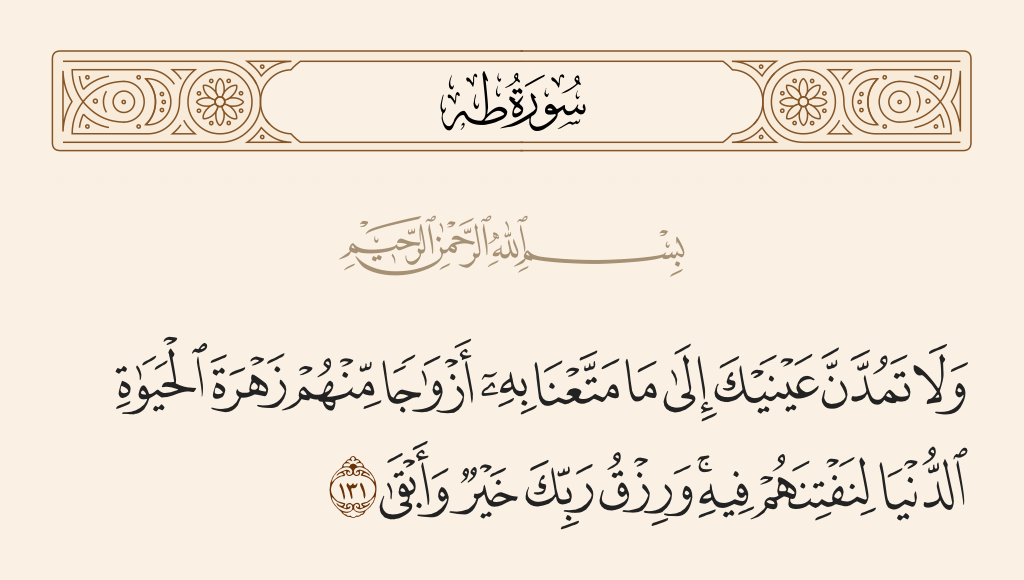 سُورَةُ طه
بِسْمِ ٱللَّهِ ٱلرَّحْمَٰنِ ٱلرَّحِيمِ
وَلَا تَمُدَّنَّ عَيْنَيْكَ إِلَىٰ مَا مَتَّعْنَا بِهِۦٓ أَزْوَٰجًا مِّنْهُمْ زَهْرَةَ ٱلْحَيَوٰةِ
ٱلدُّنْيَا لِنَفْتِنَهُمْ فِيهِ ۚ وَرِزْقُ رَبِّكَ خَيْرٌ وَأَبْقَىٰ ١٣١